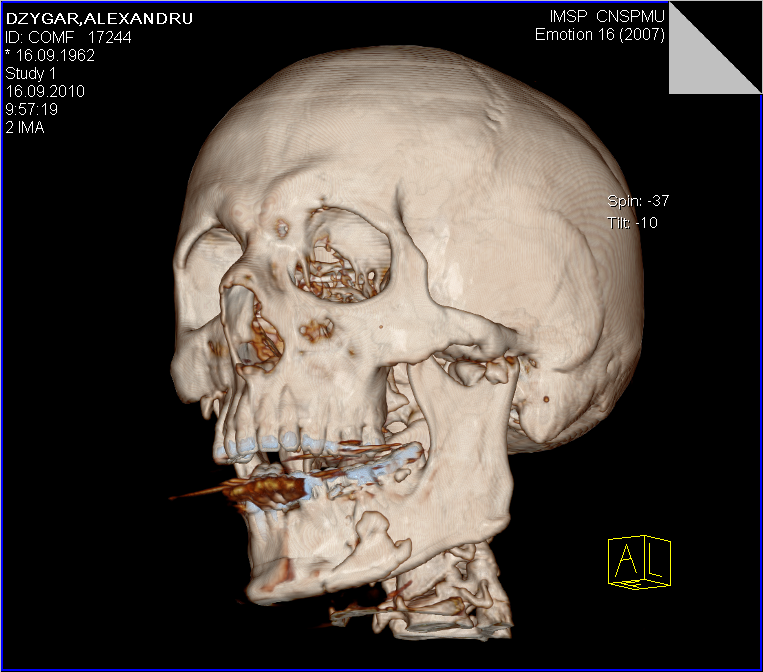 DZYGAR,ALEXANDRU
ID: COMF   17244
* 16.09.1962
Study 1
16.09.2010
9:57:19
2 IMA
IMSP  CNSPMU
Emotion 16 (2007)
Spin: -37
Tilt: -10
A L